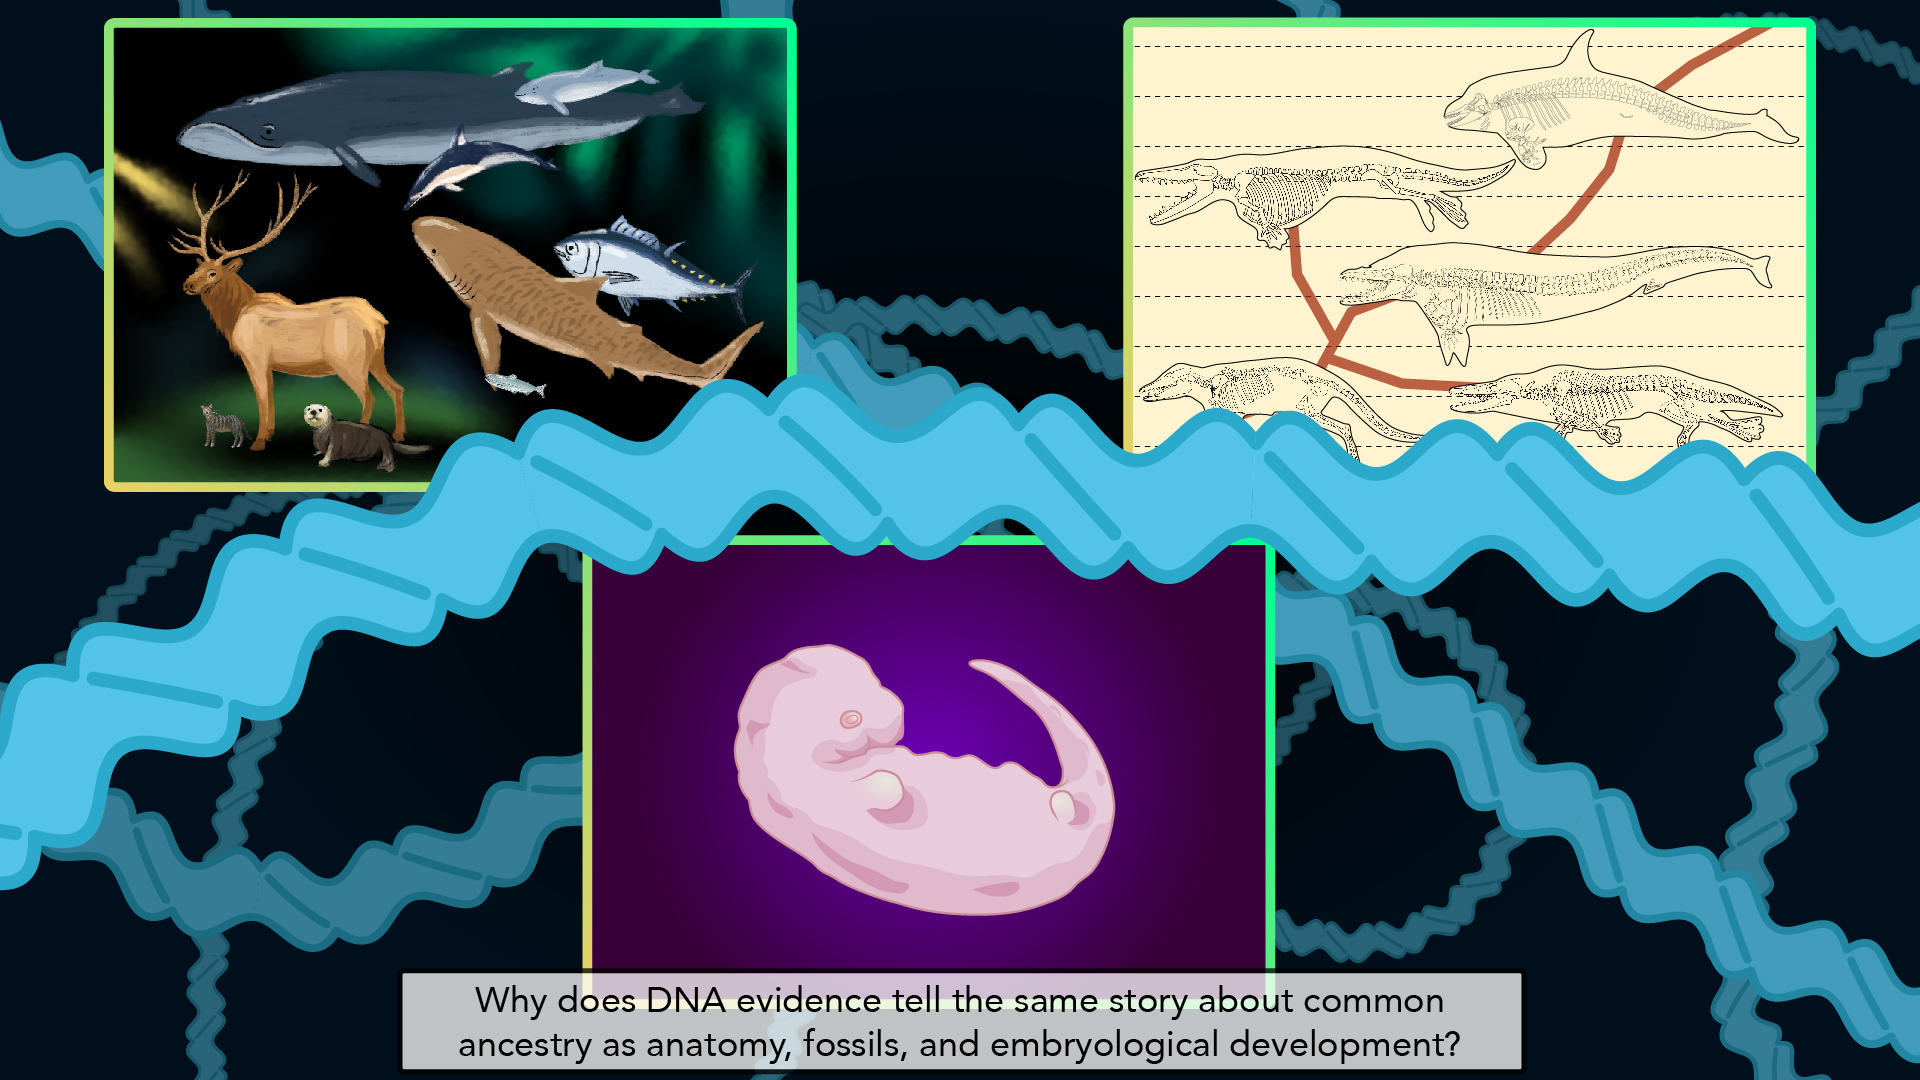 Why does DNA evidence tell the same story about common
ancestry as anatomy, fossils, and embryological development?